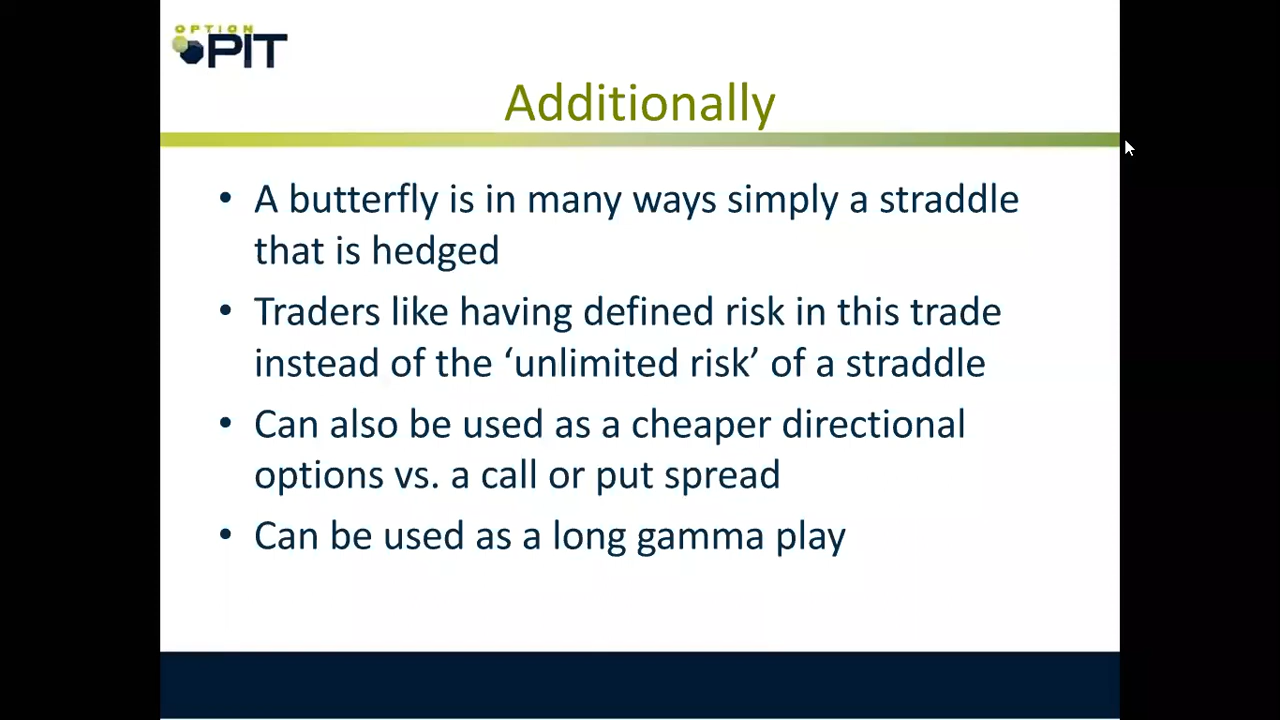 OPTION
PIT
Additionally
• A butterfly is in many ways simply a straddle
that is hedged
• Traders like having defined risk in this trade
instead of the ‘unlimited risk’ of a straddle
• Can also be used as a cheaper directional
options vs. a call or put spread
• Can be used as a long gamma play